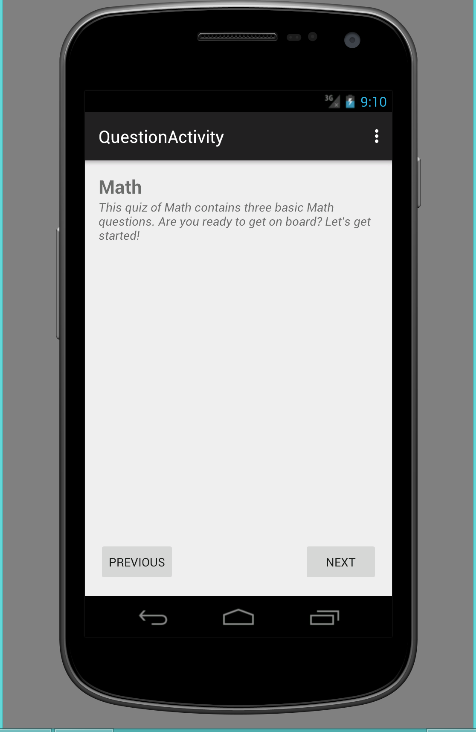 3G 9:10
QuestionActivity
Math
This quiz of Math contains three basic Math
questions. Are you ready to get on board? Let's get
started!
PREVIOUS NEXT